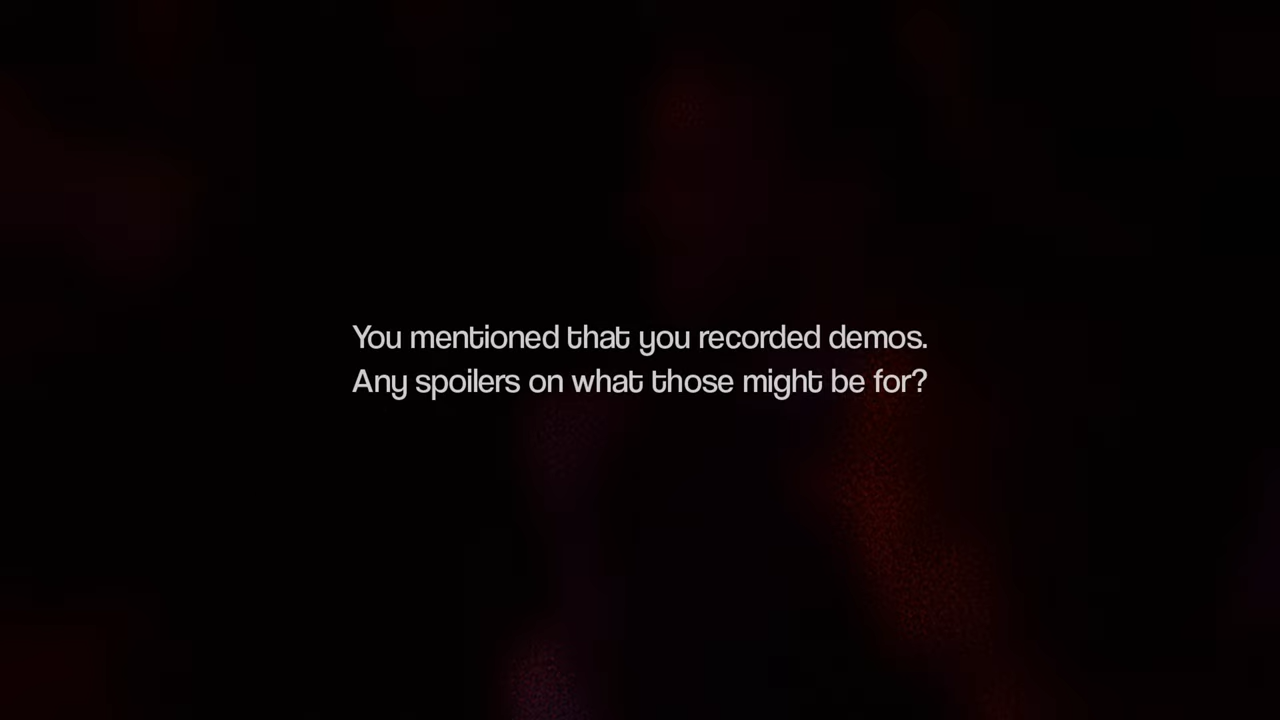 You mentioned that you recorded demos.
Any spoilers on what those might be for?